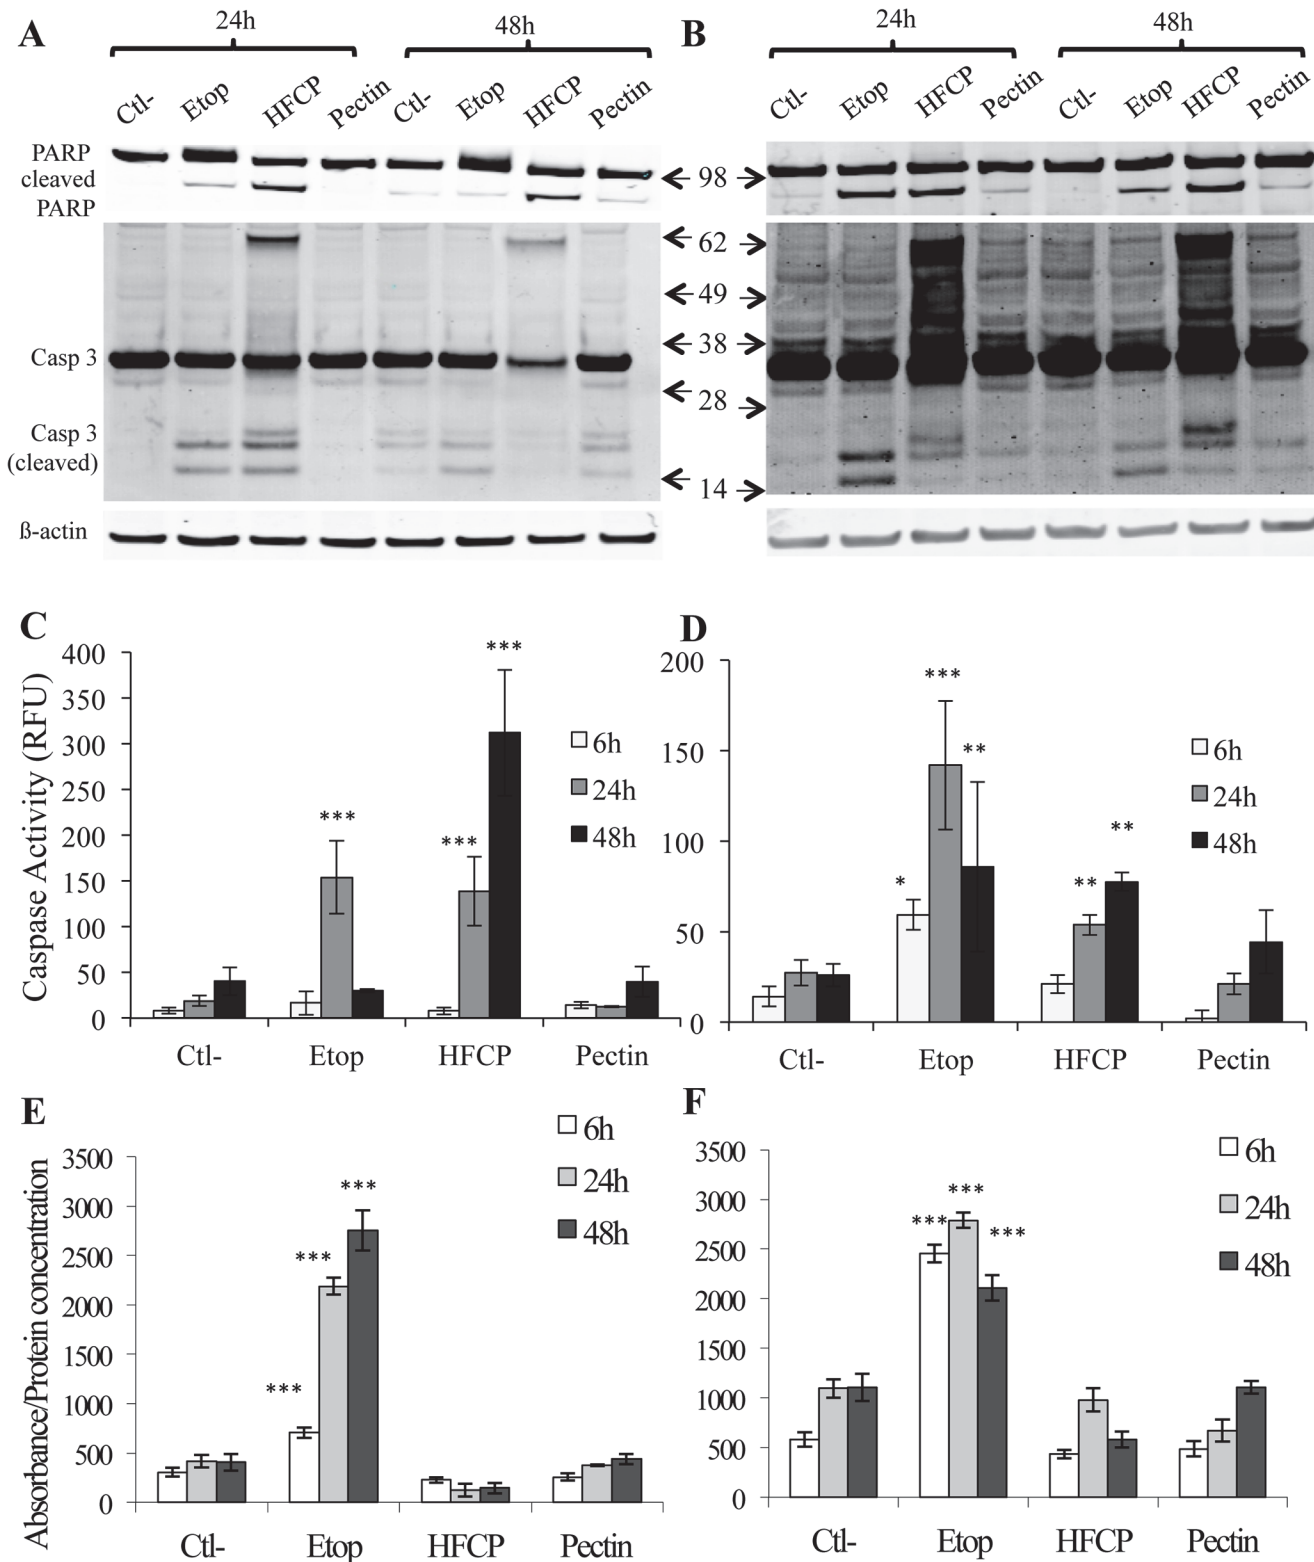 A
24h
48h
B
24h
48h
Ctl-
Etop
HFCP
Pectin
Ctl-
Etop
HFCP
Pectin
Ctl-
Etop
HFCP
Pectin
Ctl-
Etop
HFCP
Pectin
PARP
cleaved
PARP
98
62
49
38
Casp 3
28
Casp 3
(cleaved)
14
ß-actin
C
Caspase Activity (RFU)
400
350
300
250
200
150
100
50
0
***
***
***
6h
24h
48h
Ctl-
Etop
HFCP
Pectin
D
200
150
100
50
0
*
***
**
**
**
6h
24h
48h
Ctl-
Etop
HFCP
Pectin
E
Absorbance/Protein concentration
3500
3000
2500
2000
1500
1000
500
0
***
***
***
6h
24h
48h
Ctl-
Etop
HFCP
Pectin
F
3500
3000
2500
2000
1500
1000
500
0
***
***
***
6h
24h
48h
Ctl-
Etop
HFCP
Pectin